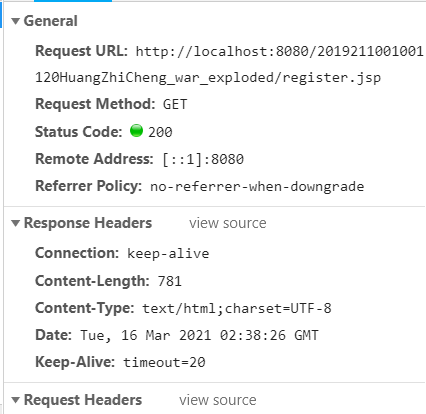 General
Request URL: http://localhost:8080/2019211001001
120HuangZhiCheng_war_exploded/register.jsp
Request Method: GET
Status Code: 200
Remote Address: [::1]:8080
Referrer Policy: no-referrer-when-downgrade
Response Headers view source
Connection: keep-alive
Content-Length: 781
Content-Type: text/html;charset=UTF-8
Date: Tue, 16 Mar 2021 02:38:26 GMT
Keep-Alive: timeout=20
Request Headers view source